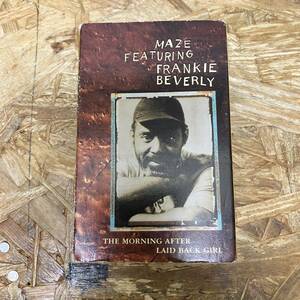 MAZE
FEATURING
FRANKIE
BEVERLY
THE MORNING AFTER
LAID BACK GIRL